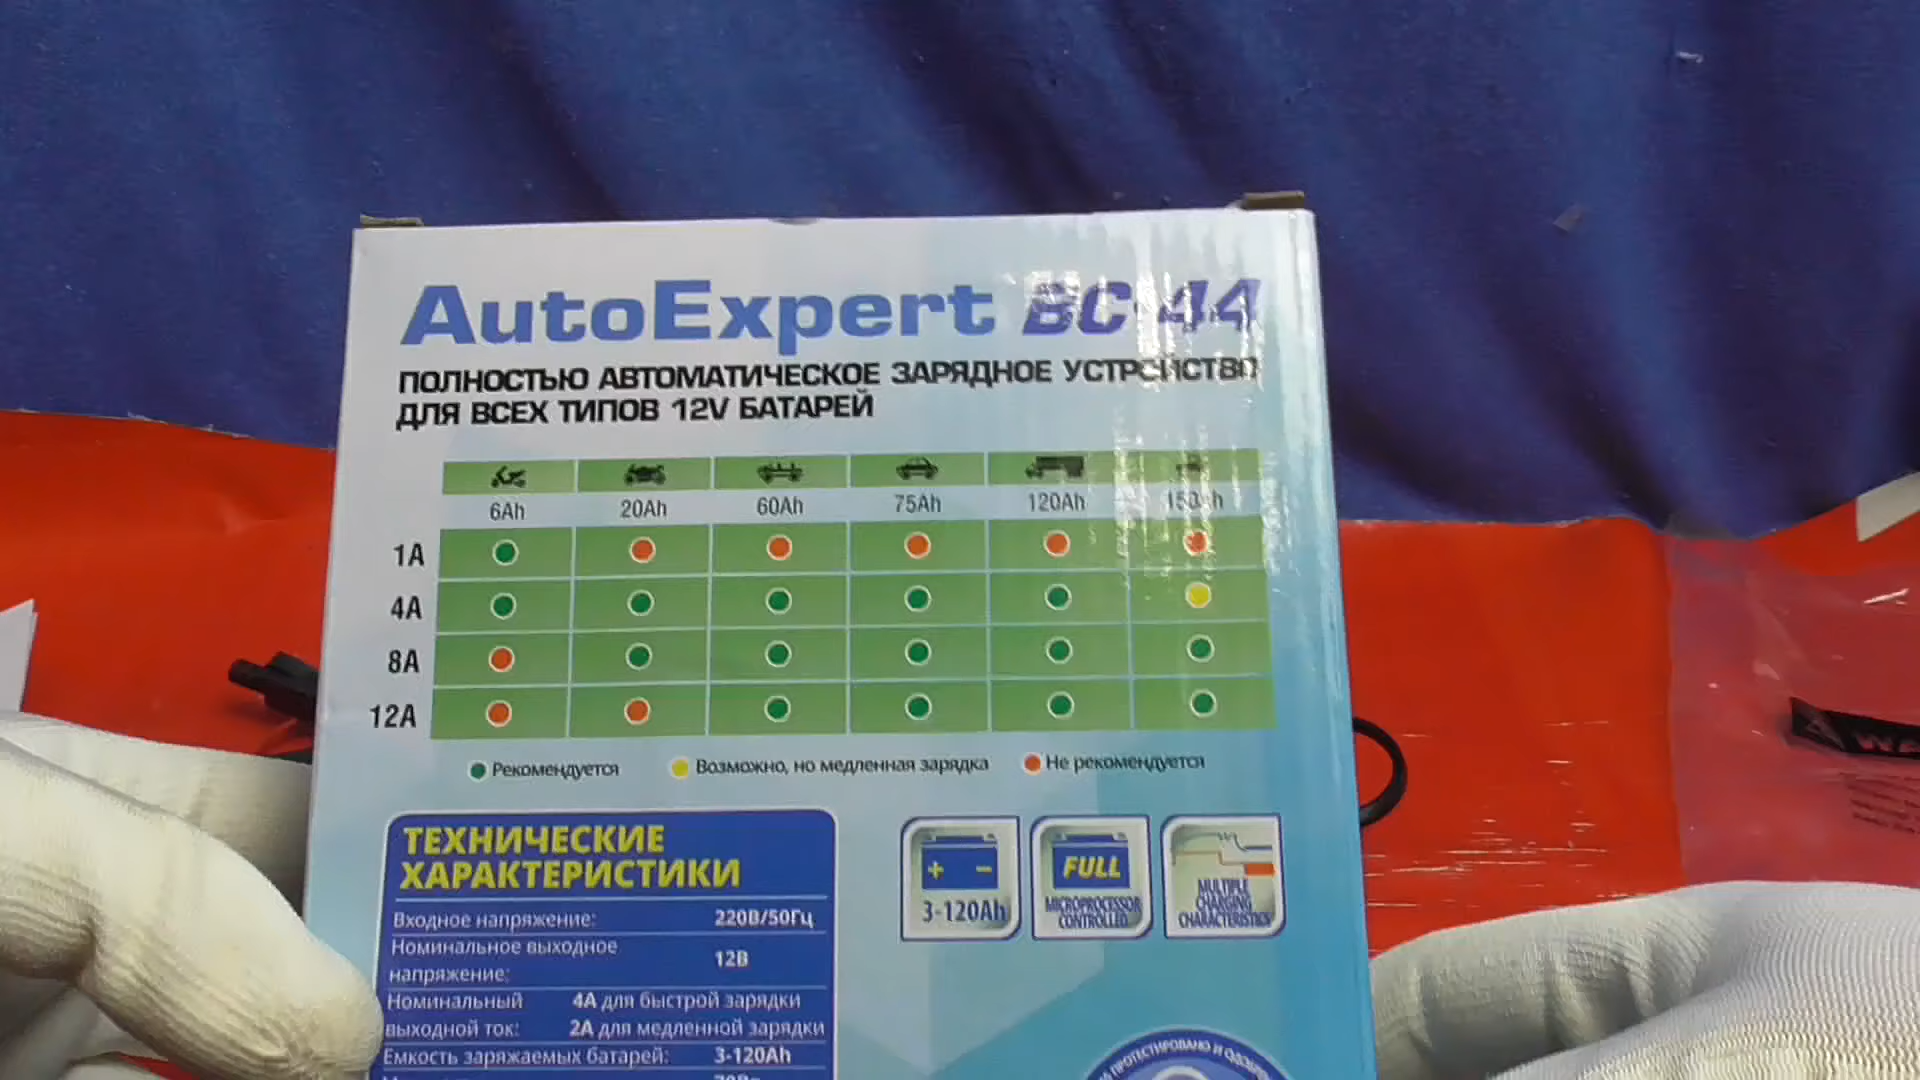 AutoExpert BC-44
ПОЛНОСТЬЮ АВТОМАТИЧЕСКОЕ ЗАРЯДНОЕ УСТРОЙСТВО
ДЛЯ ВСЕХ ТИПОВ 12V БАТАРЕЙ
6Ah 20Ah 60Ah 75Ah 120Ah 150Ah
1A
4A
8A
12A
Рекомендуется Возможно, но медленная зарядка Не рекомендуется
ТЕХНИЧЕСКИЕ
ХАРАКТЕРИСТИКИ
Входное напряжение: 220В/50Гц
Номинальное выходное
напряжение: 12В
Номинальный 4А для быстрой зарядки
выходной ток: 2А для медленной зарядки
Емкость заряжаемых батарей: 3-120Ah
+ −
3-120Ah
FULL
MICROPROCESSOR
CONTROLLED
MULTIPLE
CHARGING
CHARACTERISTICS
ПРОТЕСТИРОВАНО И